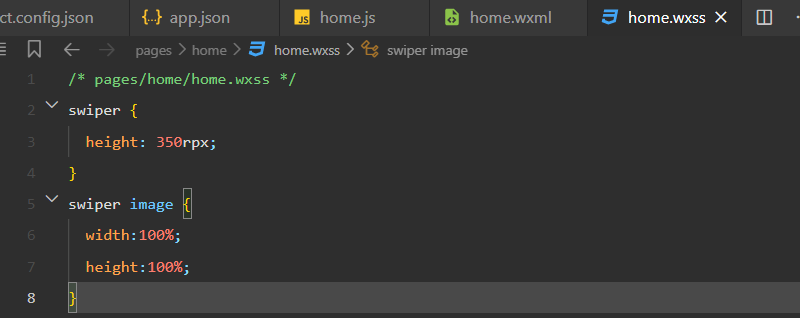 ct.config.json {..} app.json JS home.js home.wxml home.wxss
pages > home > home.wxss > swiper image
1 /* pages/home/home.wxss */
2 swiper {
3 height: 350rpx;
4 }
5 swiper image {
6 width:100%;
7 height:100%;
8 }